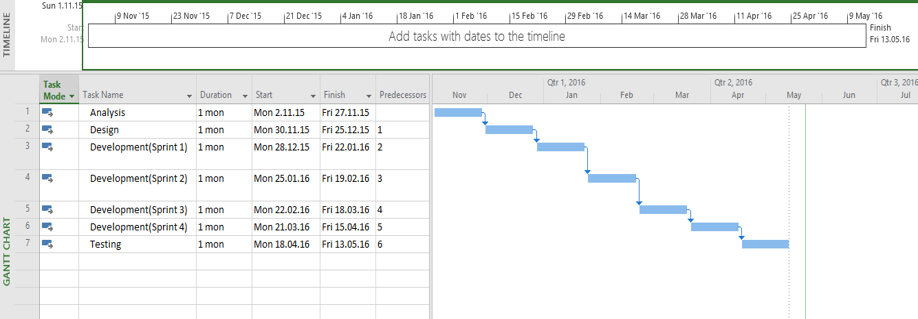 TIMELINE
Sun 1.11.15
9 Nov '15 23 Nov '15 7 Dec '15 21 Dec '15 4 Jan '16 18 Jan '16 1 Feb '16 15 Feb '16 29 Feb '16 14 Mar '16 28 Mar '16 11 Apr '16 25 Apr '16 9 May '16
Start
Mon 2.11.15
Add tasks with dates to the timeline
Finish
Fri 13.05.16
GANTT CHART
Task Mode Task Name Duration Start Finish Predecessors
1 Analysis 1 mon Mon 2.11.15 Fri 27.11.15
2 Design 1 mon Mon 30.11.15 Fri 25.12.15 1
3 Development(Sprint 1) 1 mon Mon 28.12.15 Fri 22.01.16 2
4 Development(Sprint 2) 1 mon Mon 25.01.16 Fri 19.02.16 3
5 Development(Sprint 3) 1 mon Mon 22.02.16 Fri 18.03.16 4
6 Development(Sprint 4) 1 mon Mon 21.03.16 Fri 15.04.16 5
7 Testing 1 mon Mon 18.04.16 Fri 13.05.16 6
Qtr 1, 2016 Qtr 2, 2016 Qtr 3, 2016
Nov Dec Jan Feb Mar Apr May Jun Jul